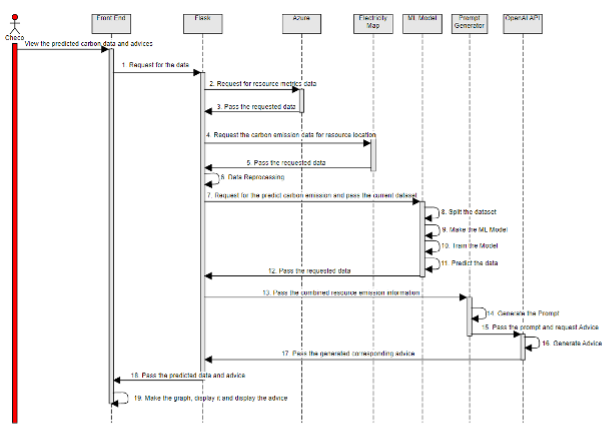 Front End
Flask
Azure
Electricity
Map
ML Model
Prompt
Generator
OpenAI API
Checo
View the predicted carbon data and advices
1. Request for the data
2. Request for resource metrics data
3. Pass the requested data
4. Request the carbon emission data for resource location
5. Pass the requested data
6. Data Reprocessing
7. Request for the predict carbon emission and pass the current dataset
8. Split the dataset
9. Make the ML Model
10. Train the Model
11. Predict the data
12. Pass the requested data
13. Pass the combined resource emission information
14. Generate the Prompt
15. Pass the prompt and request Advice
16. Generate Advice
17. Pass the generated corresponding advice
18. Pass the predicted data and advice
19. Make the graph, display it and display the advice